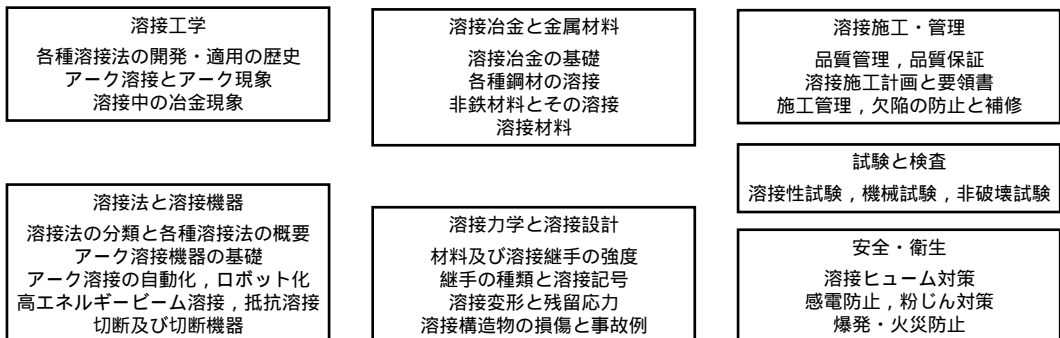 溶接工学
各種溶接法の開発・適用の歴史
アーク溶接とアーク現象
溶接中の冶金現象
溶接法と溶接機器
溶接法の分類と各種溶接法の概要
アーク溶接機器の基礎
アーク溶接の自動化，ロボット化
高エネルギービーム溶接，抵抗溶接
切断及び切断機器
溶接冶金と金属材料
溶接冶金の基礎
各種鋼材の溶接
非鉄材料とその溶接
溶接材料
溶接力学と溶接設計
材料及び溶接継手の強度
継手の種類と溶接記号
溶接変形と残留応力
溶接構造物の損傷と事故例
溶接施工・管理
品質管理，品質保証
溶接施工計画と要領書
施工管理，欠陥の防止と補修
試験と検査
溶接性試験，機械試験，非破壊試験
安全・衛生
溶接ヒューム対策
感電防止，粉じん対策
爆発・火災防止